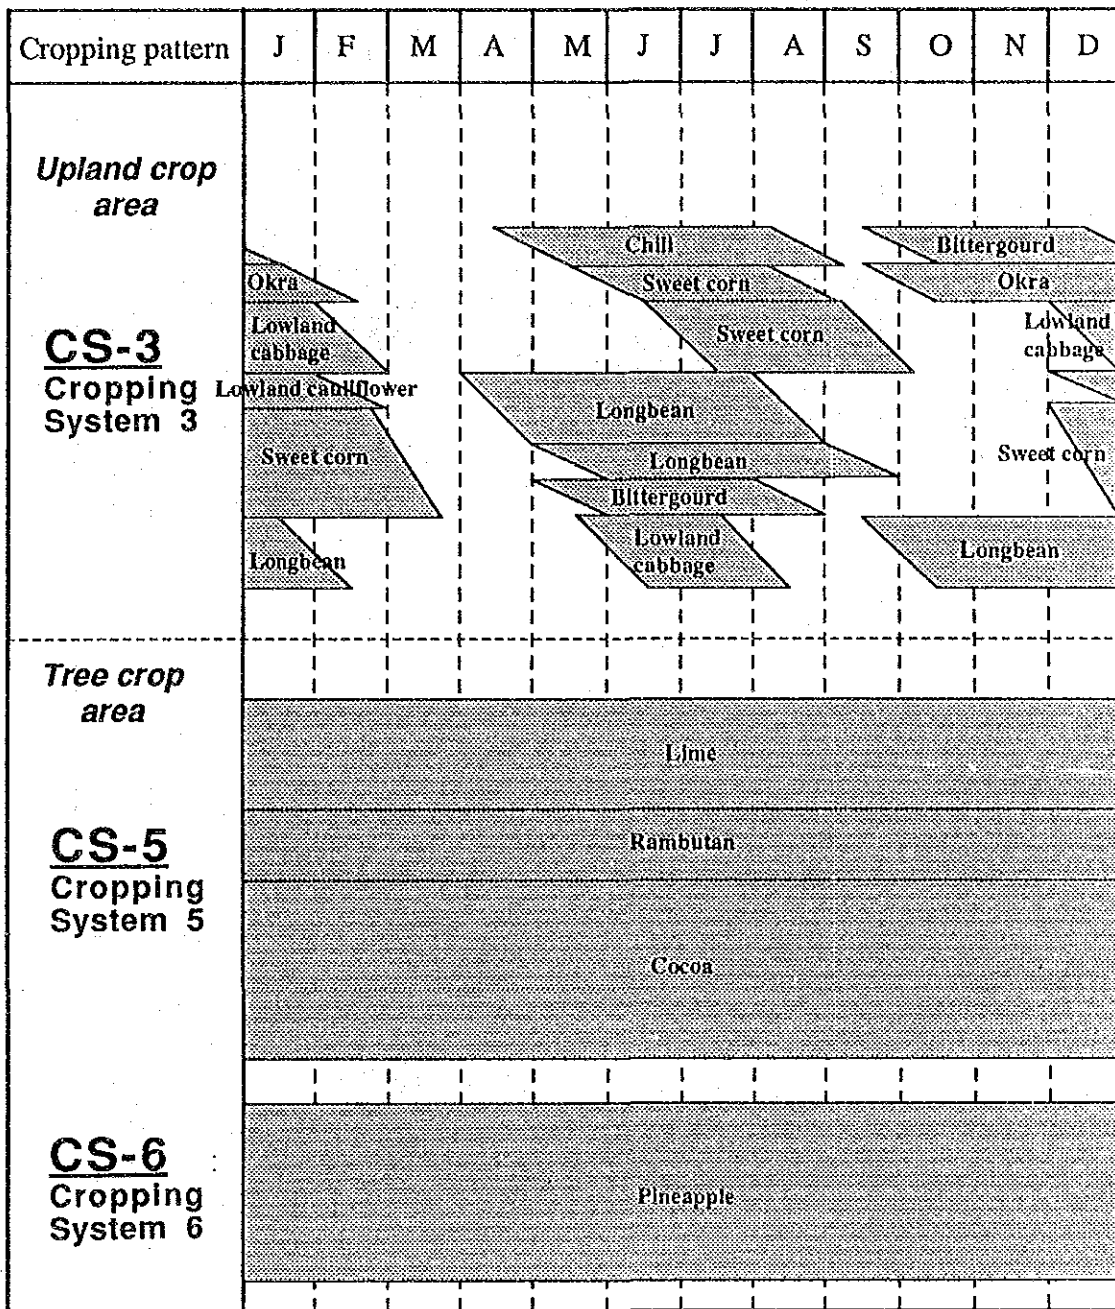 Cropping pattern J F M A M J J A S O N D
Upland crop
area
Chili Bittergourd
Okra Sweet corn Okra
Lowland
cabbage
Sweet corn
Lowland
cabbage
CS-3
Cropping
System 3
Lowland cauliflower
Longbean
Sweet corn Longbean Sweet corn
Bittergourd
Longbean
Lowland
cabbage
Longbean
Tree crop
area
Lime
Rambutan
CS-5
Cropping
System 5
Cocoa
CS-6
Cropping
System 6
Pineapple